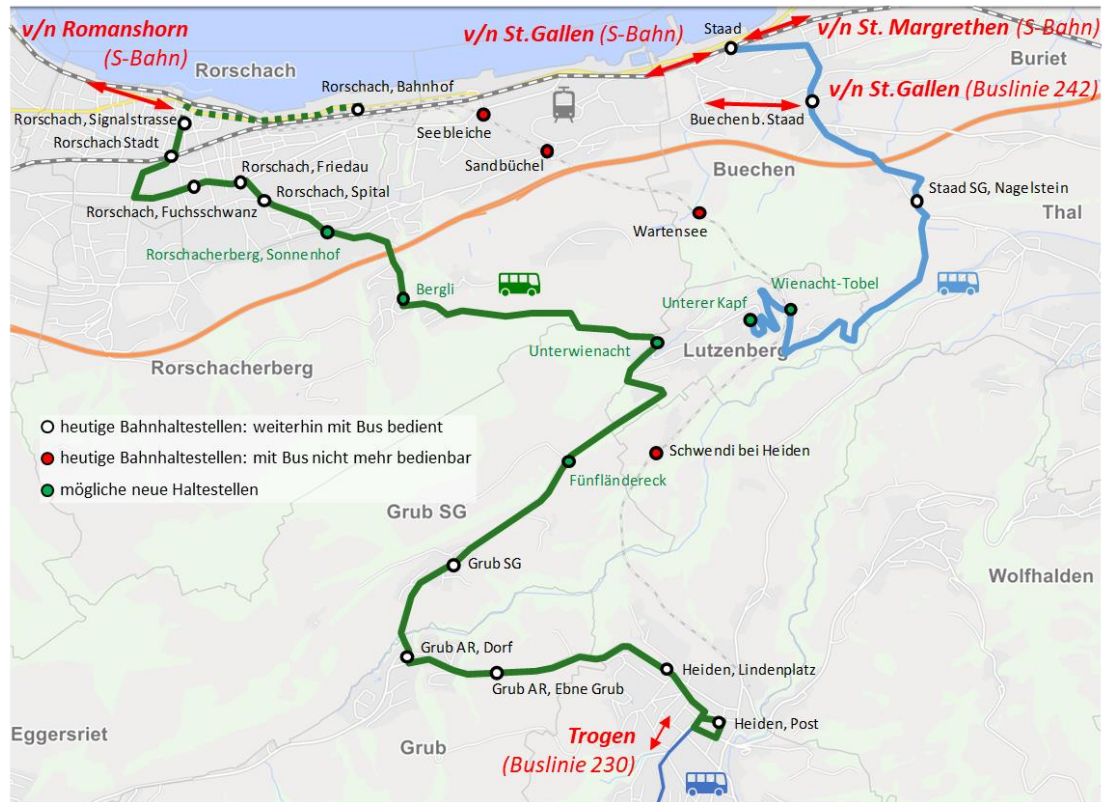 v/n Romanshorn
(S-Bahn)
v/n St.Gallen (S-Bahn)
Staad
v/n St. Margrethen (S-Bahn)
Buriet
Rorschach
Rorschach, Bahnhof
v/n St.Gallen (Buslinie 242)
Rorschach, Signalstrasse
Seebleiche
Buechen b. Staad
Rorschach Stadt
Rorschach, Friedau
Sandbüchel
Buechen
Rorschach, Spital
Staad SG, Nagelstein
Rorschach, Fuchsschwanz
Thal
Wartensee
Rorschacherberg, Sonnenhof
Wienacht-Tobel
Bergli
Unterer Kapf
Unterwienacht
Lutzenberg
Rorschacherberg
heutige Bahnhaltestellen: weiterhin mit Bus bedient
heutige Bahnhaltestellen: mit Bus nicht mehr bedienbar
mögliche neue Haltestellen
Schwendi bei Heiden
Fünfländereck
Grub SG
Grub SG
Wolfhalden
Grub AR, Dorf
Heiden, Lindenplatz
Grub AR, Ebne Grub
Heiden, Post
Eggersriet
Grub
Trogen
(Buslinie 230)